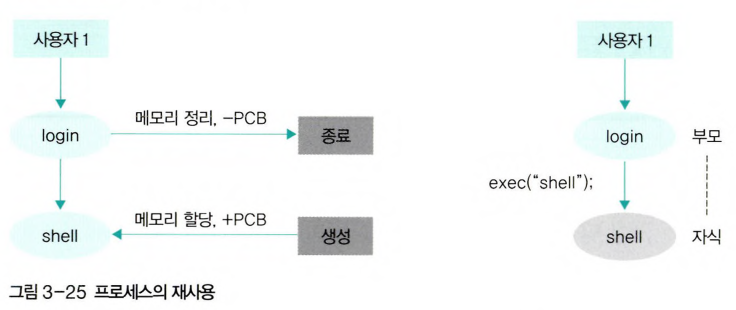 사용자 1
login
메모리 정리, -PCB
종료
shell
메모리 할당, +PCB
생성
사용자 1
login
부모
exec(“shell”);
shell
자식
그림 3-25 프로세스의 재사용